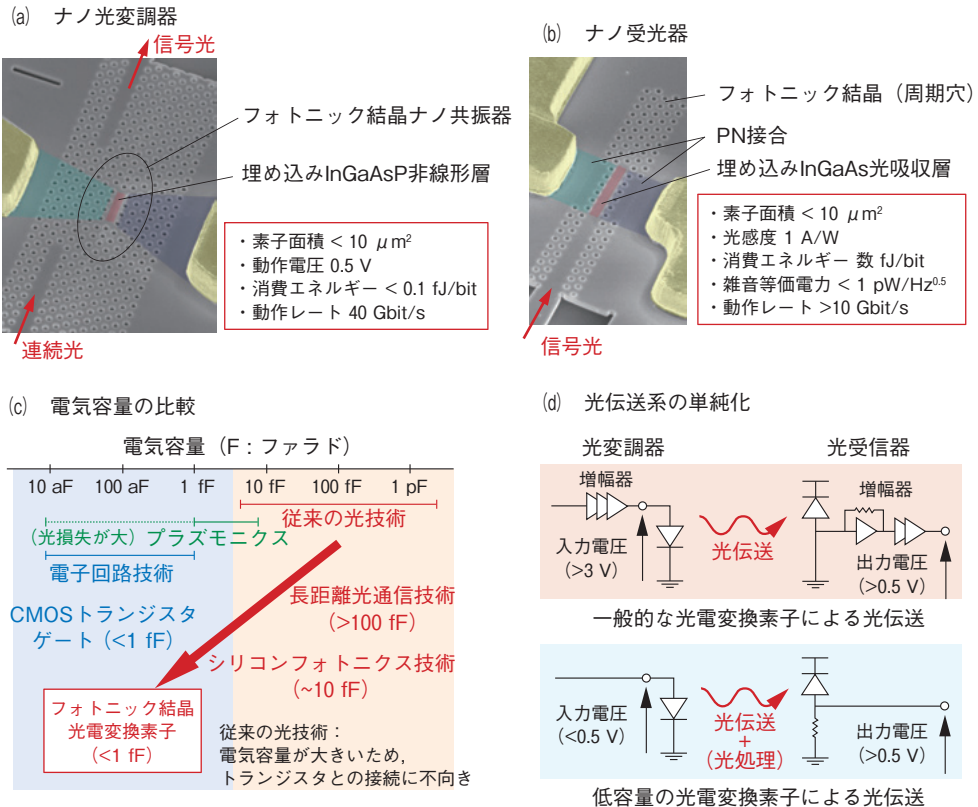 (a) ナノ光変調器
信号光
フォトニック結晶ナノ共振器
埋め込みInGaAsP非線形層
・素子面積 < 10 μm²
・動作電圧 0.5 V
・消費エネルギー < 0.1 fJ/bit
・動作レート 40 Gbit/s
連続光
(b) ナノ受光器
フォトニック結晶（周期穴）
PN接合
埋め込みInGaAs光吸収層
・素子面積 < 10 μm²
・光感度 1 A/W
・消費エネルギー 数 fJ/bit
・雑音等価電力 < 1 pW/Hz⁰·⁵
・動作レート >10 Gbit/s
信号光
(c) 電気容量の比較
電気容量（F：ファラド）
10 aF 100 aF 1 fF 10 fF 100 fF 1 pF
従来の光技術
(光損失が大) プラズモニクス
電子回路技術
長距離光通信技術
(>100 fF)
CMOSトランジスタ
ゲート (<1 fF)
シリコンフォトニクス技術
(~10 fF)
フォトニック結晶
光電変換素子
(<1 fF)
従来の光技術：
電気容量が大きいため,
トランジスタとの接続に不向き
(d) 光伝送系の単純化
光変調器 光受信器
増幅器
増幅器
入力電圧
(>3 V)
光伝送
出力電圧
(>0.5 V)
一般的な光電変換素子による光伝送
入力電圧
(<0.5 V)
光伝送
+
(光処理)
出力電圧
(>0.5 V)
低容量の光電変換素子による光伝送